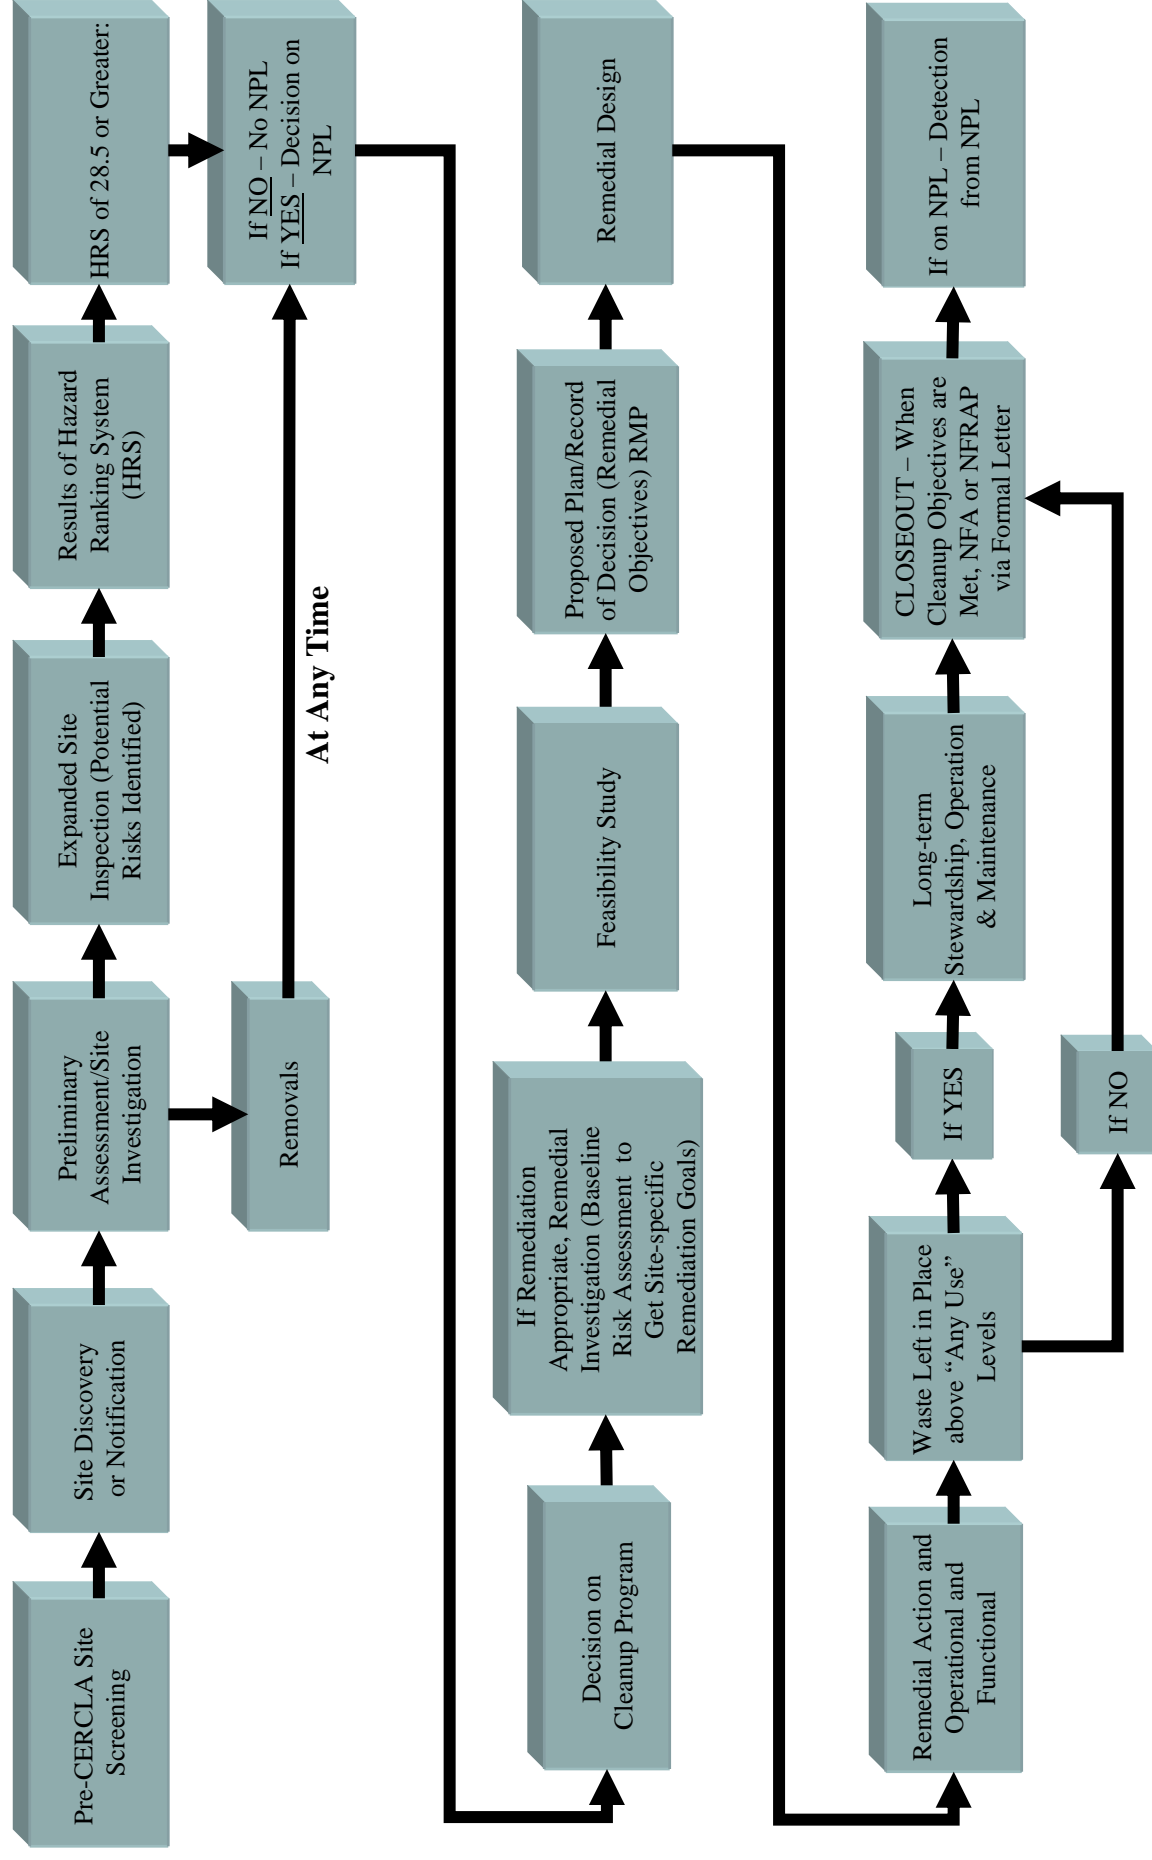 Pre-CERCLA Site
Screening
Site Discovery
or Notification
Preliminary
Assessment/Site
Investigation
Expanded Site
Inspection (Potential
Risks Identified)
Results of Hazard
Ranking System
(HRS)
HRS of 28.5 or Greater:
Removals
At Any Time
If NO – No NPL
If YES – Decision on
NPL
Decision on
Cleanup Program
If Remediation
Appropriate, Remedial
Investigation (Baseline
Risk Assessment to
Get Site-specific
Remediation Goals)
Feasibility Study
Proposed Plan/Record
of Decision (Remedial
Objectives) RMP
Remedial Design
Remedial Action and
Operational and
Functional
Waste Left in Place
above “Any Use”
Levels
If YES
Long-term
Stewardship, Operation
& Maintenance
CLOSEOUT – When
Cleanup Objectives are
Met, NFA or NFRAP
via Formal Letter
If on NPL – Detection
from NPL
If NO